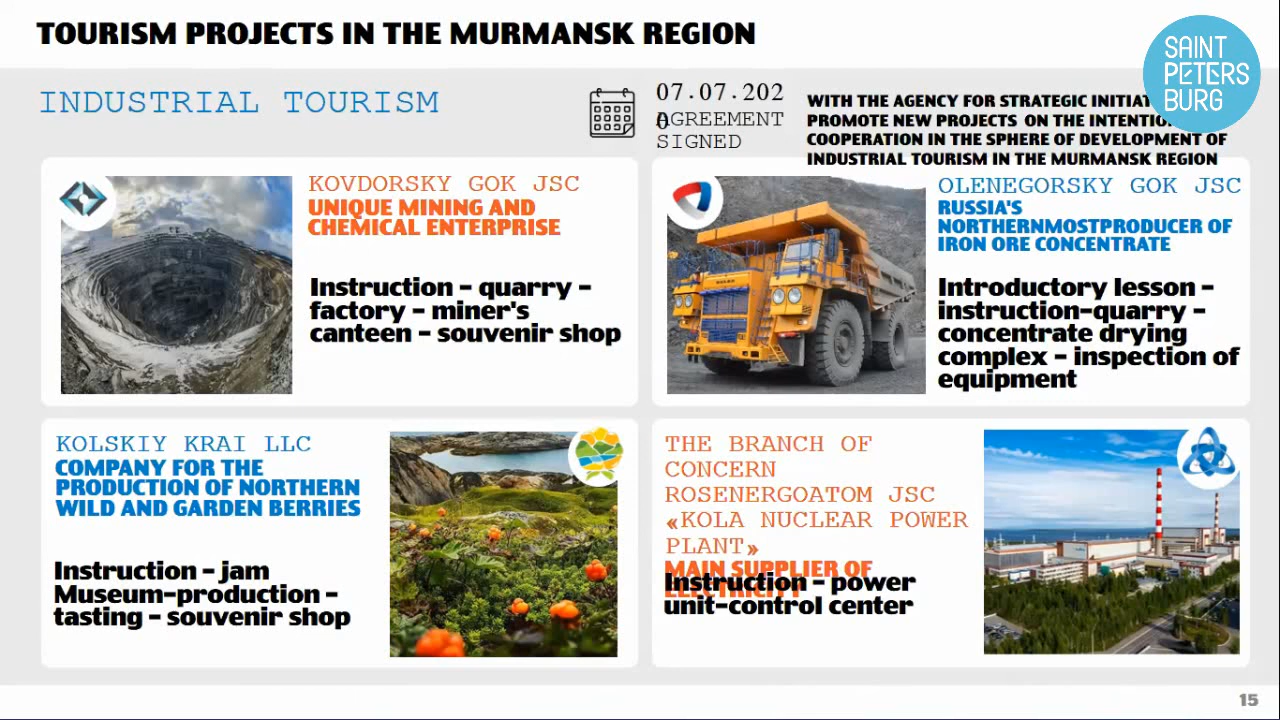 TOURISM PROJECTS IN THE MURMANSK REGION
SAINT
PETERS
BURG
INDUSTRIAL TOURISM
07.07.202
0
AGREEMENT
SIGNED
WITH THE AGENCY FOR STRATEGIC
PROMOTE NEW PROJECTS ON THE
COOPERATION IN THE SPHERE OF DEVELOPMENT OF
INDUSTRIAL TOURISM IN THE MURMANSK REGION
KOVDORSKY GOK JSC
UNIQUE MINING AND
CHEMICAL ENTERPRISE
Instruction - quarry -
factory - miner's
canteen - souvenir shop
OLENEGORSKY GOK JSC
RUSSIA'S
NORTHERNMOSTPRODUCER OF
IRON ORE CONCENTRATE
Introductory lesson -
instruction-quarry -
concentrate drying
complex - inspection of
equipment
KOLSKIY KRAI LLC
COMPANY FOR THE
PRODUCTION OF NORTHERN
WILD AND GARDEN BERRIES
Instruction - jam
Museum-production -
tasting - souvenir shop
THE BRANCH OF
CONCERN
ROSENERGOATOM JSC
«KOLA NUCLEAR POWER
PLANT»
MAIN SUPPLIER OF
ELECTRICITY
Instruction - power
unit-control center
15